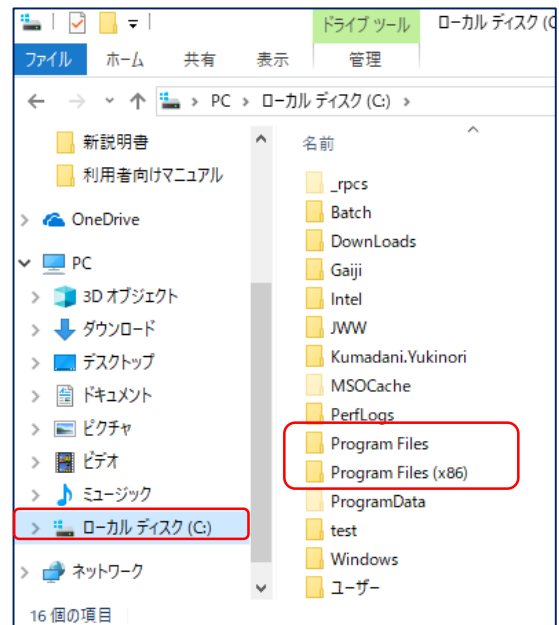 ドライブ ツール ローカル ディスク (C
ファイル ホーム 共有 表示 管理
PC ローカル ディスク (C:)
新説明書
利用者向けマニュアル
OneDrive
PC
3D オブジェクト
ダウンロード
デスクトップ
ドキュメント
ピクチャ
ビデオ
ミュージック
ローカル ディスク (C:)
ネットワーク
16 個の項目
名前
_rpcs
Batch
DownLoads
Gaiji
Intel
JWW
Kumadani.Yukinori
MSOCache
PerfLogs
Program Files
Program Files (x86)
ProgramData
test
Windows
ユーザー